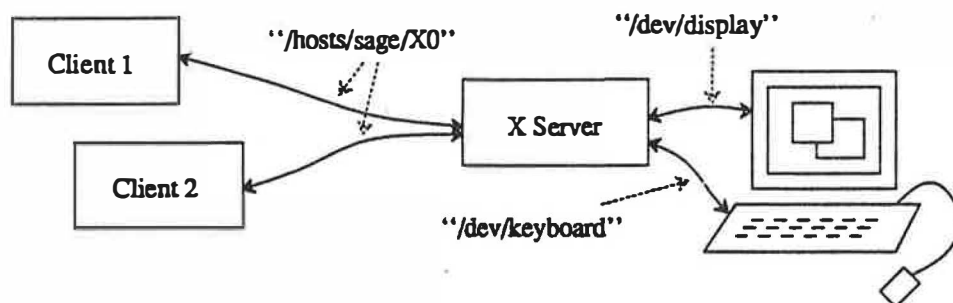 “/hosts/sage/X0”
“/dev/display”
Client 1
X Server
Client 2
“/dev/keyboard”